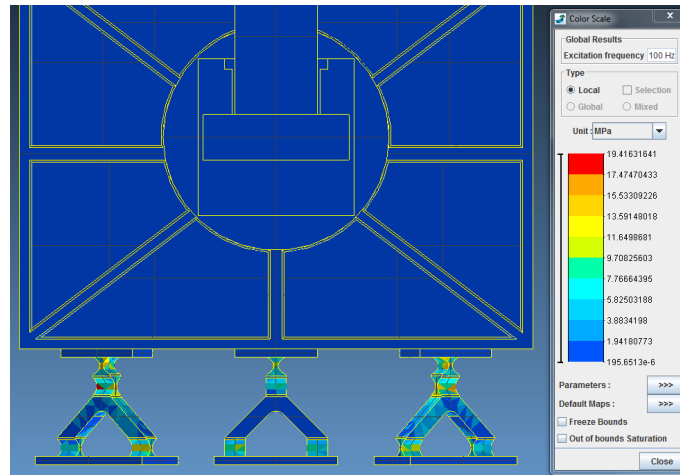 Color Scale
x
Global Results
Excitation frequency 100 Hz
Type
Local Selection
Global Mixed
Unit : MPa
19.41631641
17.47470433
15.53309226
13.59148018
11.6498681
9.70825603
7.76664395
5.82503188
3.8834198
1.94180773
195.6513e-6
Parameters : >>>
Default Maps : >>>
Freeze Bounds
Out of bounds Saturation
Close